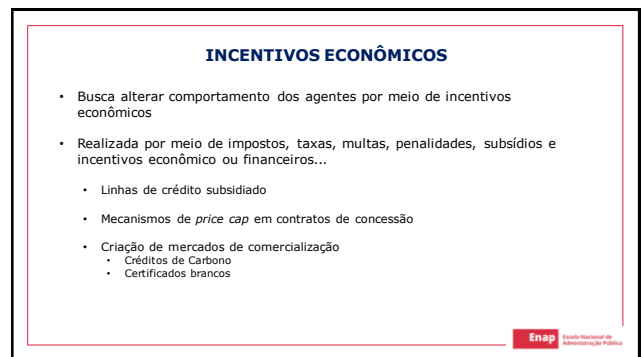 INCENTIVOS ECONÔMICOS
• Busca alterar comportamento dos agentes por meio de incentivos
econômicos
• Realizada por meio de impostos, taxas, multas, penalidades, subsídios e
incentivos econômico ou financeiros...
• Linhas de crédito subsidiado
• Mecanismos de price cap em contratos de concessão
• Criação de mercados de comercialização
• Créditos de Carbono
• Certificados brancos
Enap
Escola Nacional de
Administração Pública